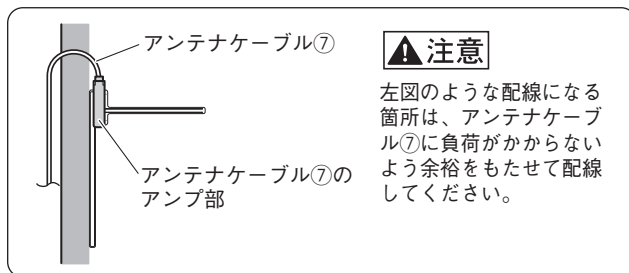 アンテナケーブル⑦
アンテナケーブル⑦の
アンプ部
注意
左図のような配線になる
箇所は、アンテナケーブ
ル⑦に負荷がかからない
よう余裕をもたせて配線
してください。